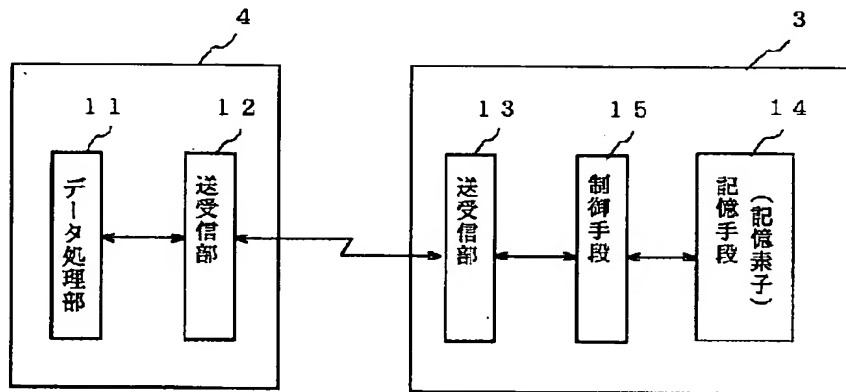 ４
３
１１
１２
１３
１５
１４
データ処理部
送受信部
送受信部
制御手段
記憶手段
（記憶素子）